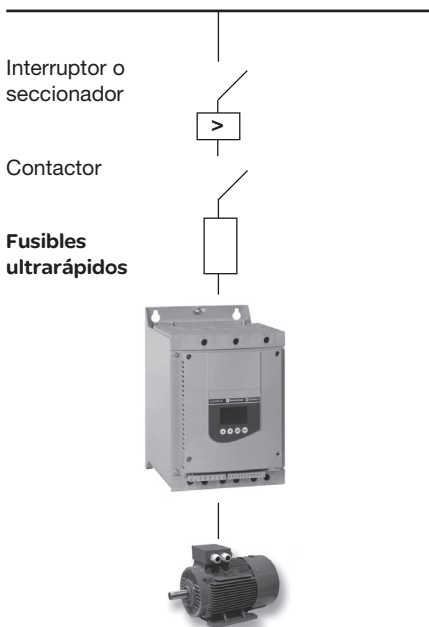 Interruptor o
seccionador
>
Contactor
Fusibles
ultrarápidos